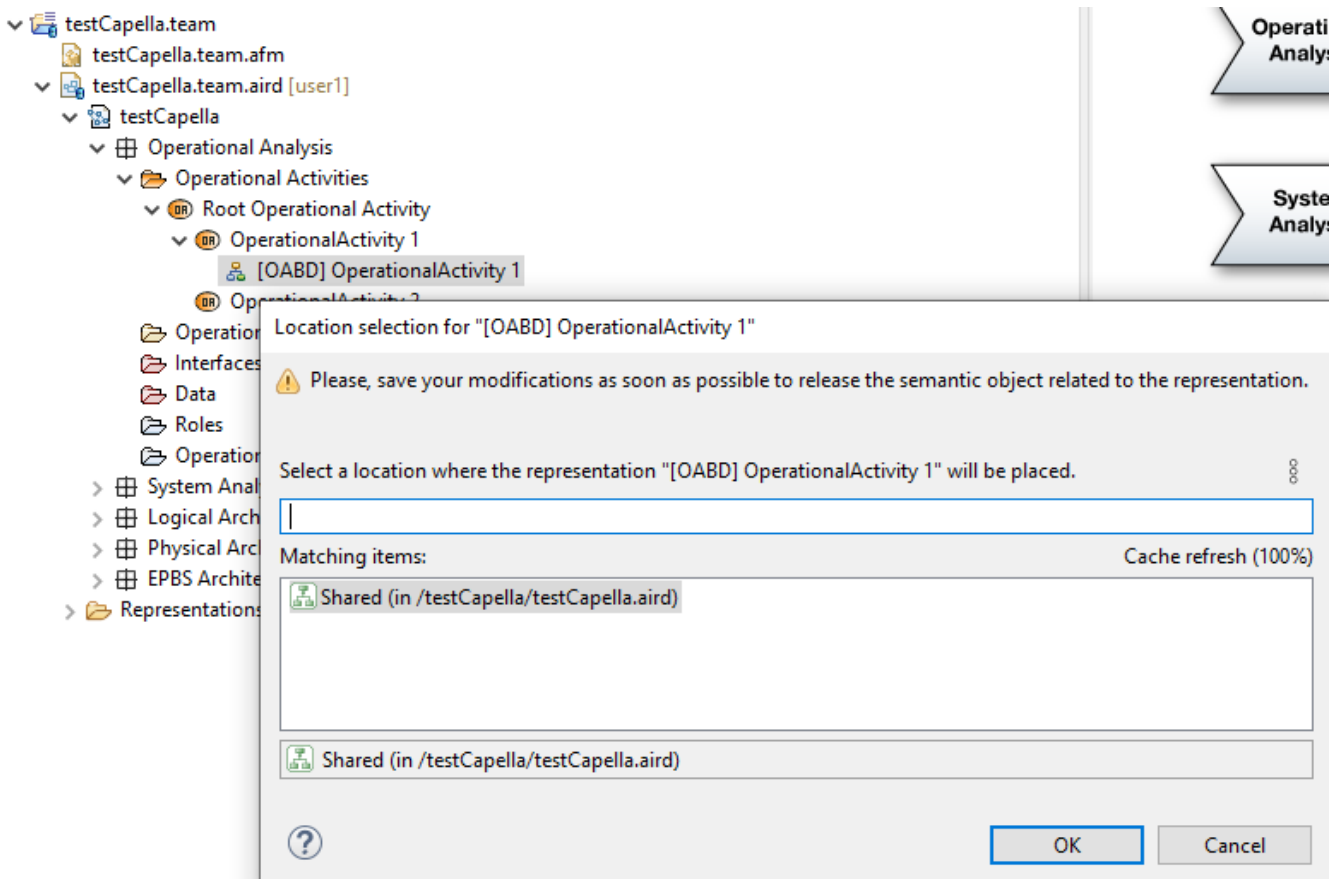 testCapella.team
testCapella.team.afm
testCapella.team.aird [user1]
testCapella
Operational Analysis
Operational Activities
Root Operational Activity
OperationalActivity 1
[OABD] OperationalActivity 1
OperationalActivity 2
Operation
Interfaces
Data
Roles
Operation
System Anal
Logical Arch
Physical Arc
EPBS Archite
Representations
Operati
Analys
Syste
Analys
Location selection for "[OABD] OperationalActivity 1"
Please, save your modifications as soon as possible to release the semantic object related to the representation.
Select a location where the representation "[OABD] OperationalActivity 1" will be placed.
Matching items:
Cache refresh (100%)
Shared (in /testCapella/testCapella.aird)
Shared (in /testCapella/testCapella.aird)
?
OK
Cancel